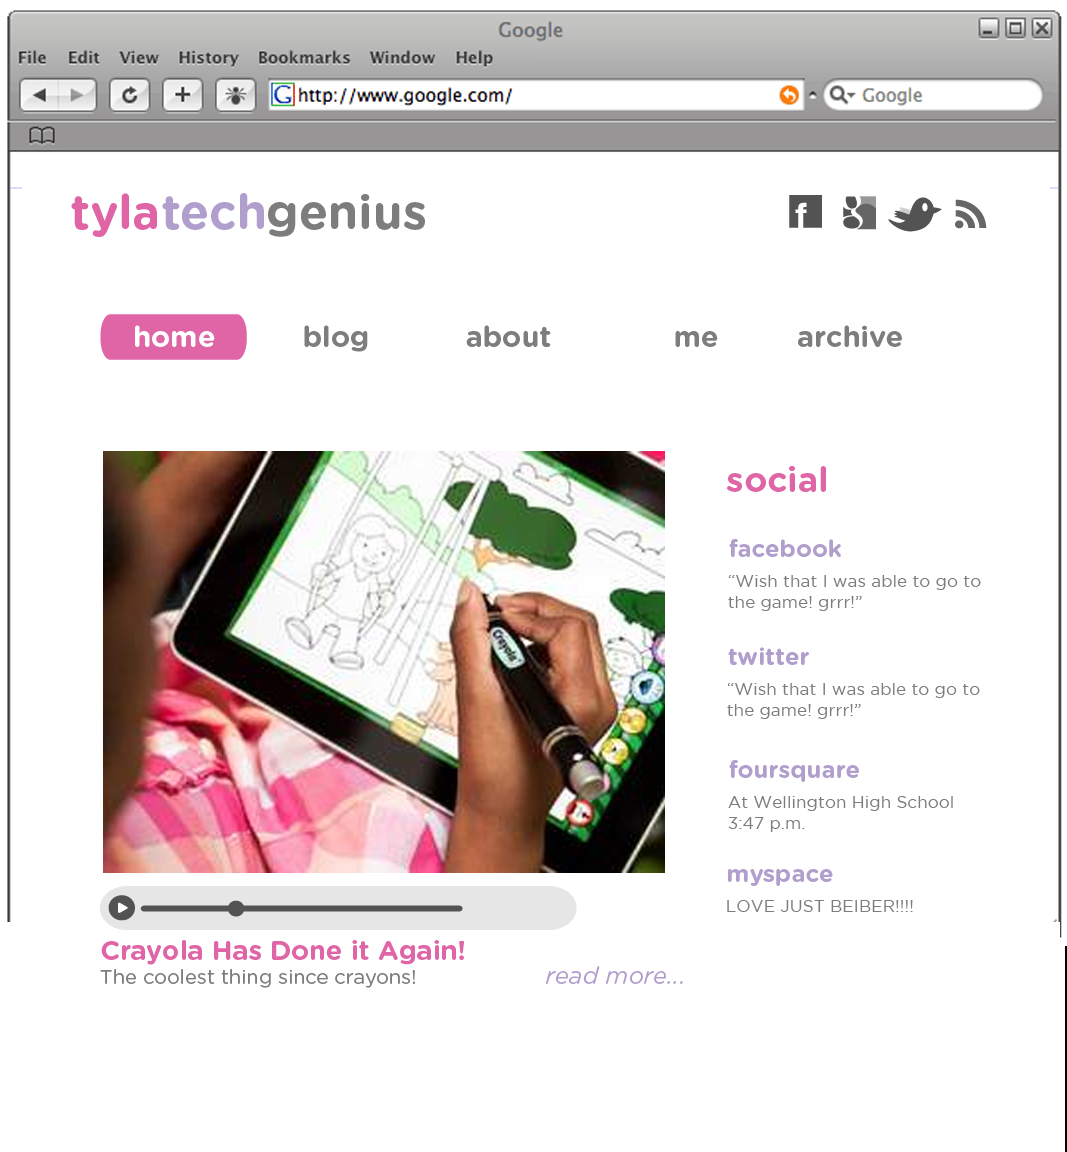 Google
File Edit View History Bookmarks Window Help
http://www.google.com/
Google
tylatechgenius
home blog about me archive
Crayola
social
facebook
“Wish that I was able to go to
the game! grrr!”
twitter
“Wish that I was able to go to
the game! grrr!”
foursquare
At Wellington High School
3:47 p.m.
myspace
LOVE JUST BEIBER!!!!
Crayola Has Done it Again!
The coolest thing since crayons!
read more...